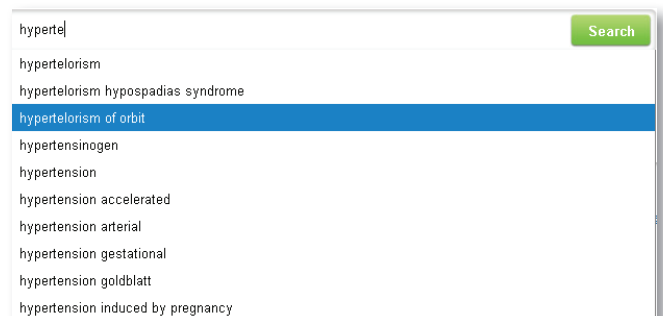 hyperte
Search
hypertelorism
hypertelorism hypospadias syndrome
hypertelorism of orbit
hypertensinogen
hypertension
hypertension accelerated
hypertension arterial
hypertension gestational
hypertension goldblatt
hypertension induced by pregnancy